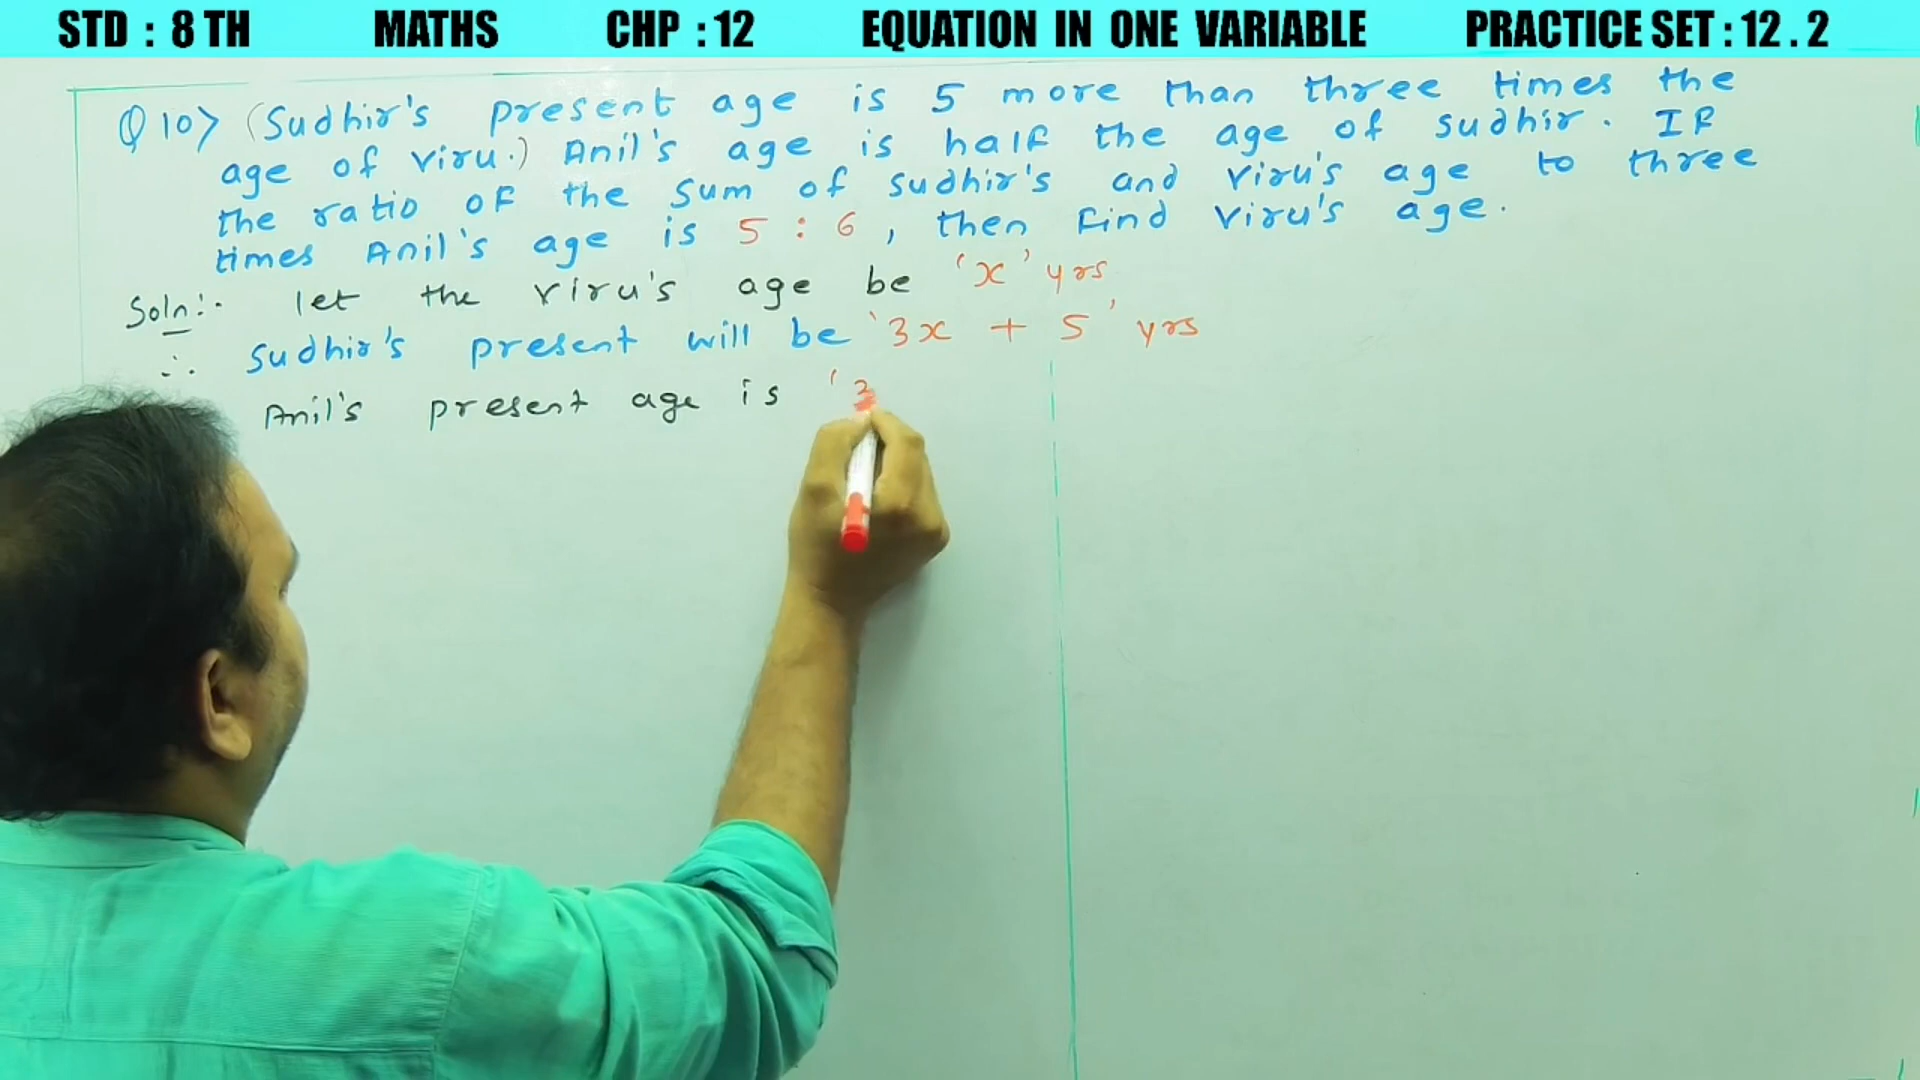 STD : 8 TH MATHS CHP : 12 EQUATION IN ONE VARIABLE PRACTICE SET : 12 . 2
Q 10> (Sudhir's present age is 5 more than three times the
age of viru.) Anil's age is half the age of sudhir. If
the ratio of the sum of sudhir's and viru's age to three
times Anil's age is 5 : 6 , then find viru's age.
Soln:- let the viru's age be 'x' yrs
∴ Sudhir's present will be '3x + 5' yrs
Anil's present age is '3